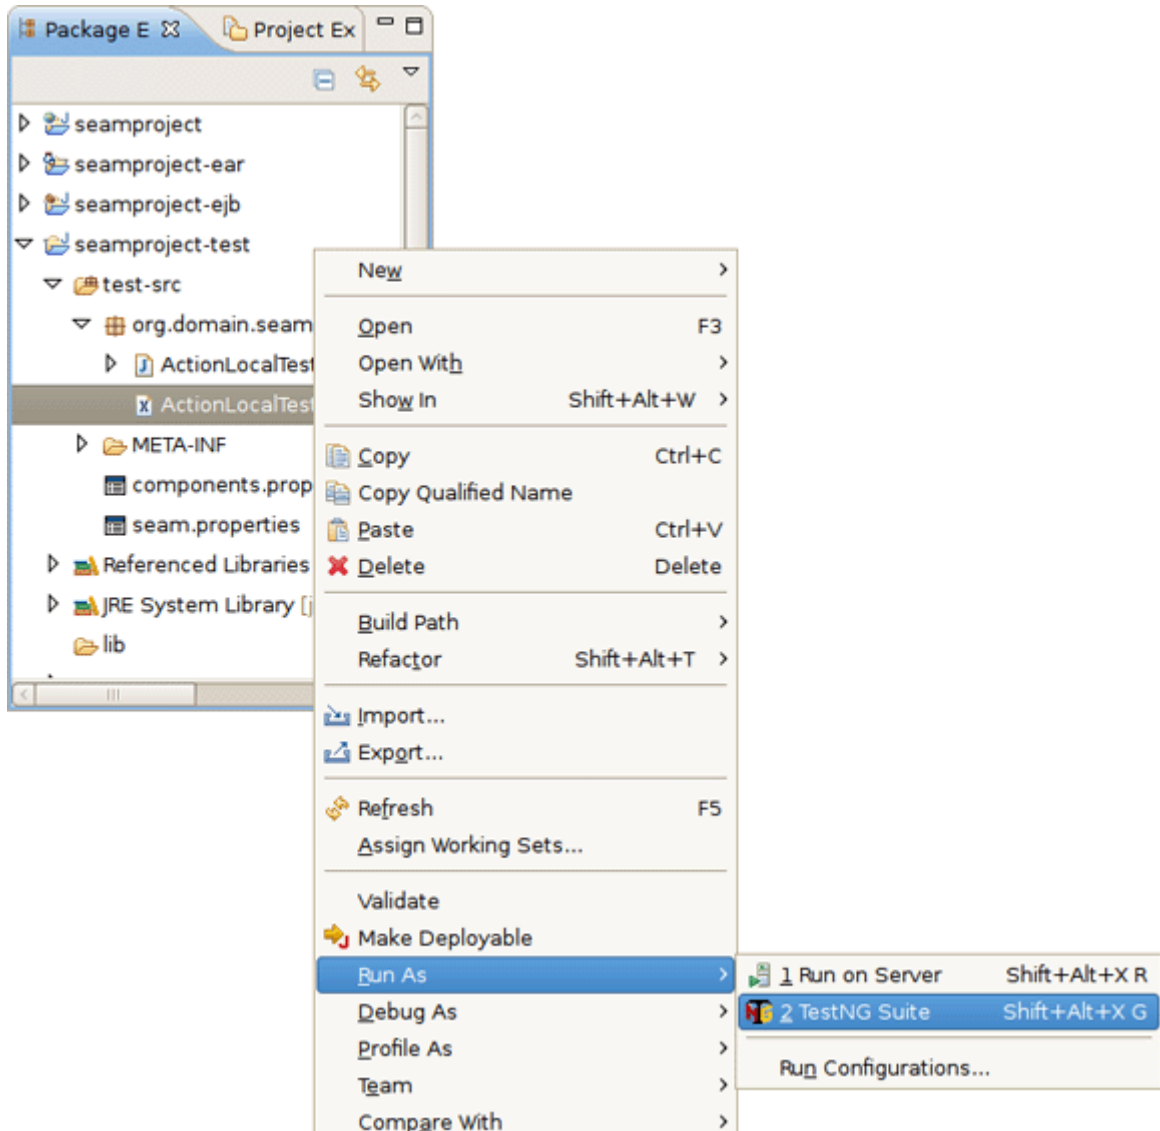 Package E Project Ex
seamproject
seamproject-ear
seamproject-ejb
seamproject-test
test-src
org.domain.seam
ActionLocalTest
ActionLocalTest
META-INF
components.prop
seam.properties
Referenced Libraries
JRE System Library [j
lib
New
Open F3
Open With
Show In Shift+Alt+W
Copy Ctrl+C
Copy Qualified Name
Paste Ctrl+V
Delete Delete
Build Path
Refactor Shift+Alt+T
Import...
Export...
Refresh F5
Assign Working Sets...
Validate
Make Deployable
Run As
Debug As
Profile As
Team
Compare With
1 Run on Server Shift+Alt+X R
2 TestNG Suite Shift+Alt+X G
Run Configurations...